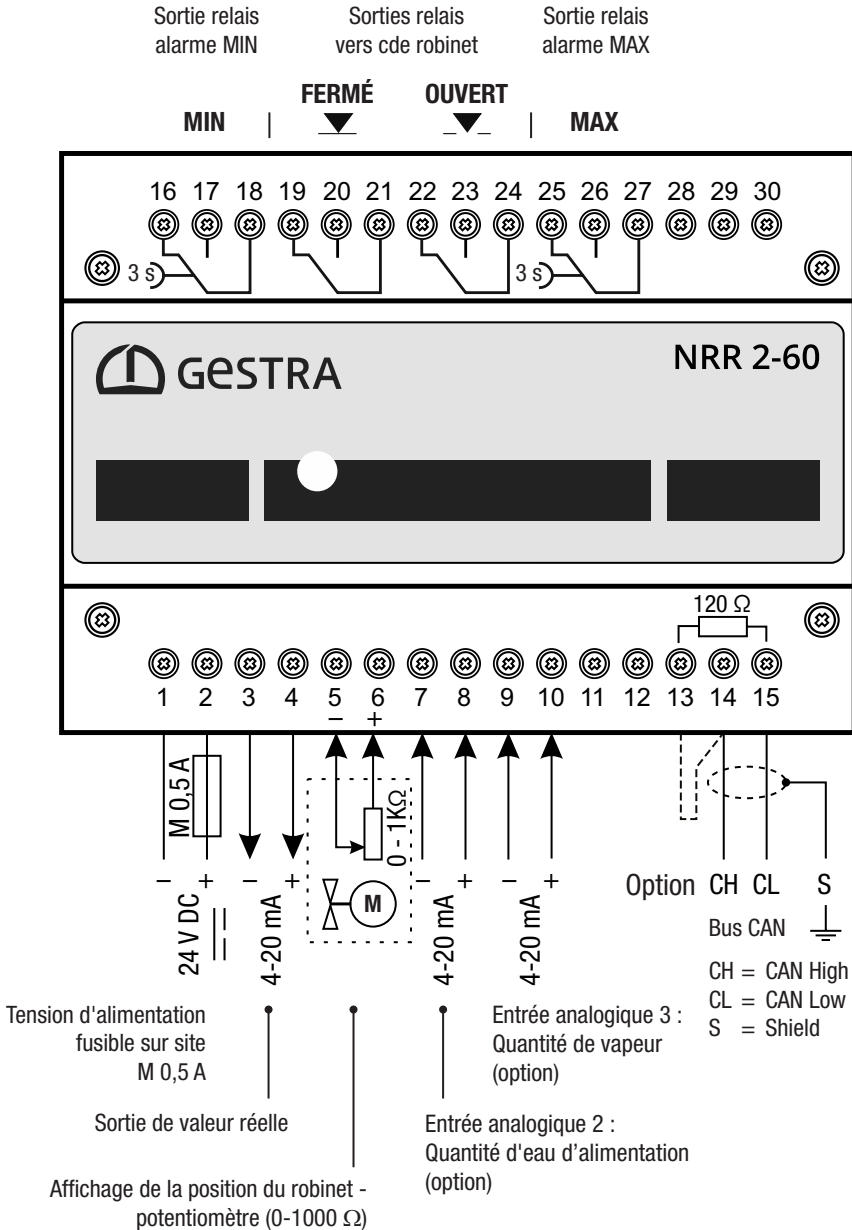 Sortie relais
alarme MIN
Sorties relais
vers cde robinet
Sortie relais
alarme MAX
FERMÉ OUVERT
MIN | | MAX
16 17 18 19 20 21 22 23 24 25 26 27 28 29 30
3 s 3 s
GESTRA
NRR 2-60
120 Ω
1 2 3 4 5 6 7 8 9 10 11 12 13 14 15
– +
M 0,5 A
0 - 1KΩ
M
– + – + – + – +
24 V DC
4-20 mA
4-20 mA
4-20 mA
Option CH CL S
Bus CAN
CH = CAN High
CL = CAN Low
S = Shield
Tension d'alimentation
fusible sur site
M 0,5 A
Entrée analogique 3 :
Quantité de vapeur
(option)
Sortie de valeur réelle
Entrée analogique 2 :
Quantité d'eau d’alimentation
(option)
Affichage de la position du robinet -
potentiomètre (0-1000 Ω)